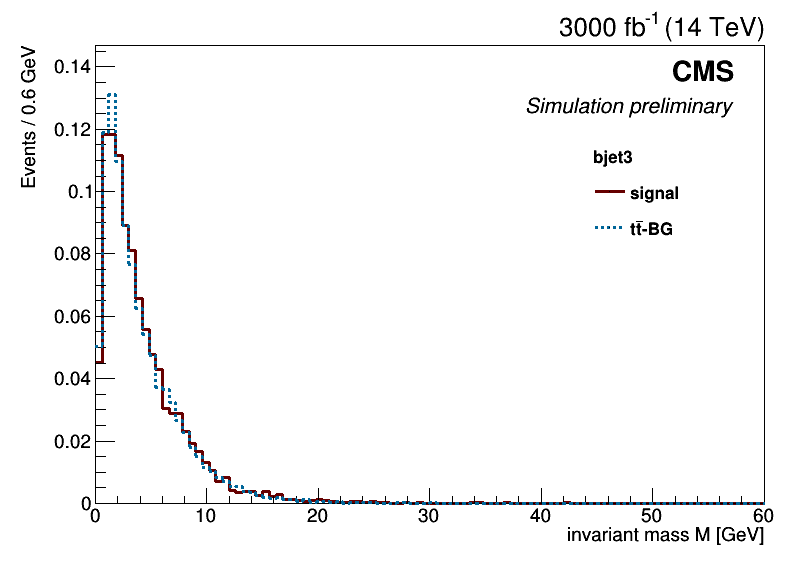 3000 fb⁻¹ (14 TeV)
Events / 0.6 GeV
CMS
Simulation preliminary
bjet3
signal
tt̅-BG
0.14
0.12
0.1
0.08
0.06
0.04
0.02
0
0 10 20 30 40 50 60
invariant mass M [GeV]